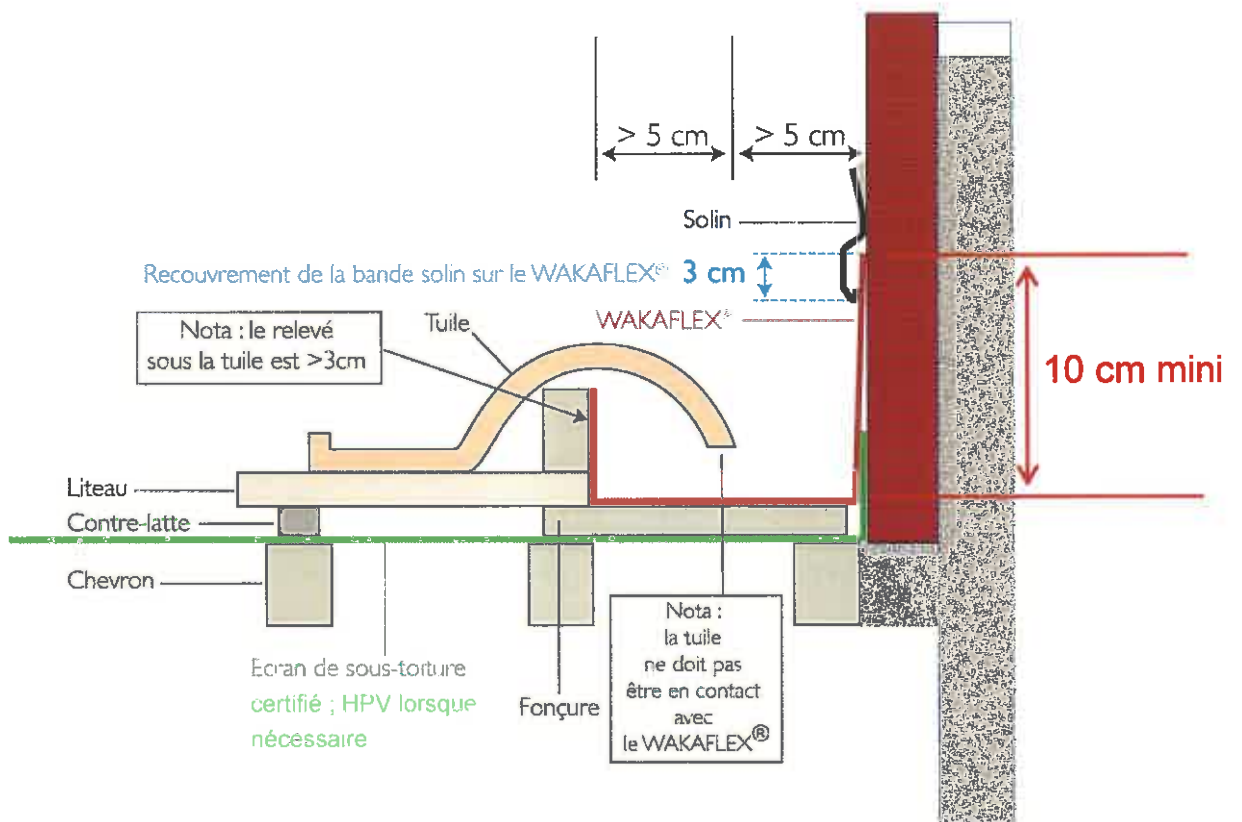 > 5 cm
> 5 cm
Solin
Recouvrement de la bande solin sur le WAKAFLEX® 3 cm
WAKAFLEX®
Nota : le relevé
sous la tuile est >3cm
Tuile
10 cm mini
Liteau
Contre-latte
Chevron
Ecran de sous-toiture
certifié ; HPV lorsque
nécessaire
Fonçure
Nota :
la tuile
ne doit pas
être en contact
avec
le WAKAFLEX®